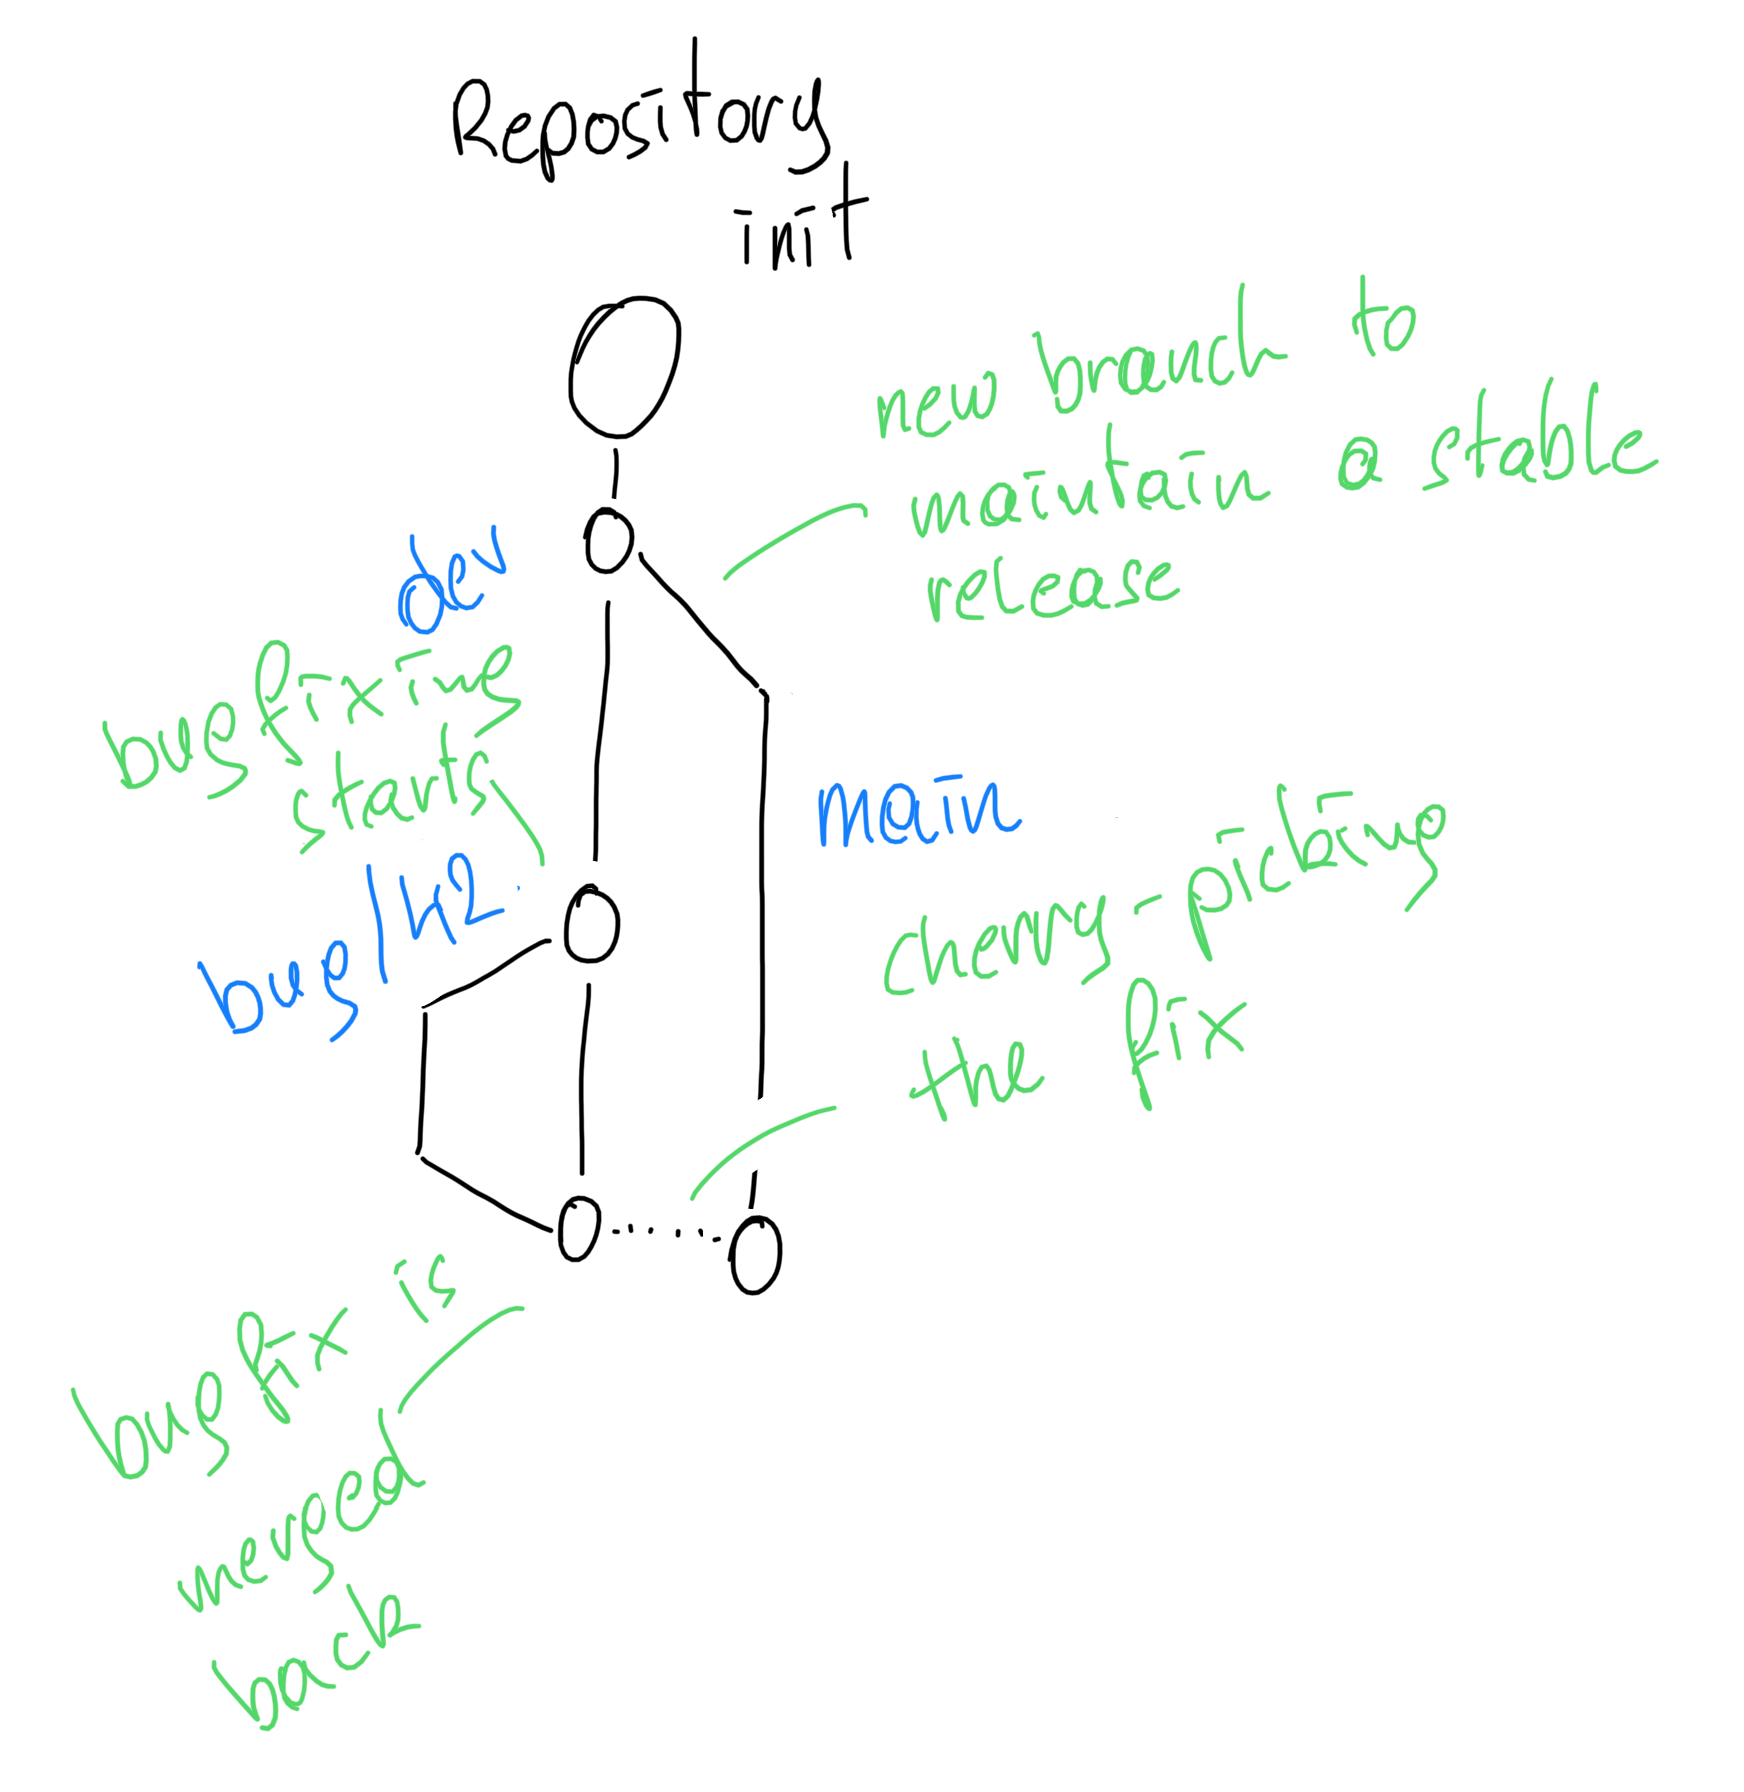 Repository
init
new branch to
maintain a stable
release
dev
bugfixing
starts
main
bug/42
cherry-picking
the fix
bugfix is
merged
back